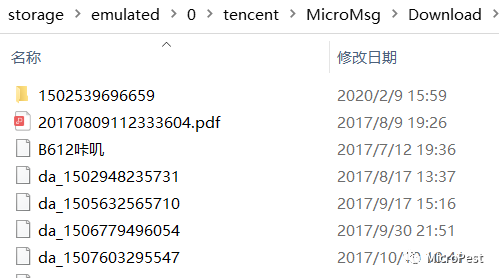 storage > emulated > 0 > tencent > MicroMsg > Download >
名称 修改日期
1502539696659 2020/2/9 15:59
20170809112333604.pdf 2017/8/9 19:26
B612咔叽 2017/7/12 19:36
da_1502948235731 2017/8/17 13:37
da_1505632565710 2017/9/17 15:16
da_1506779496054 2017/9/30 21:51
da_1507603295547 2017/10/
MicroPest